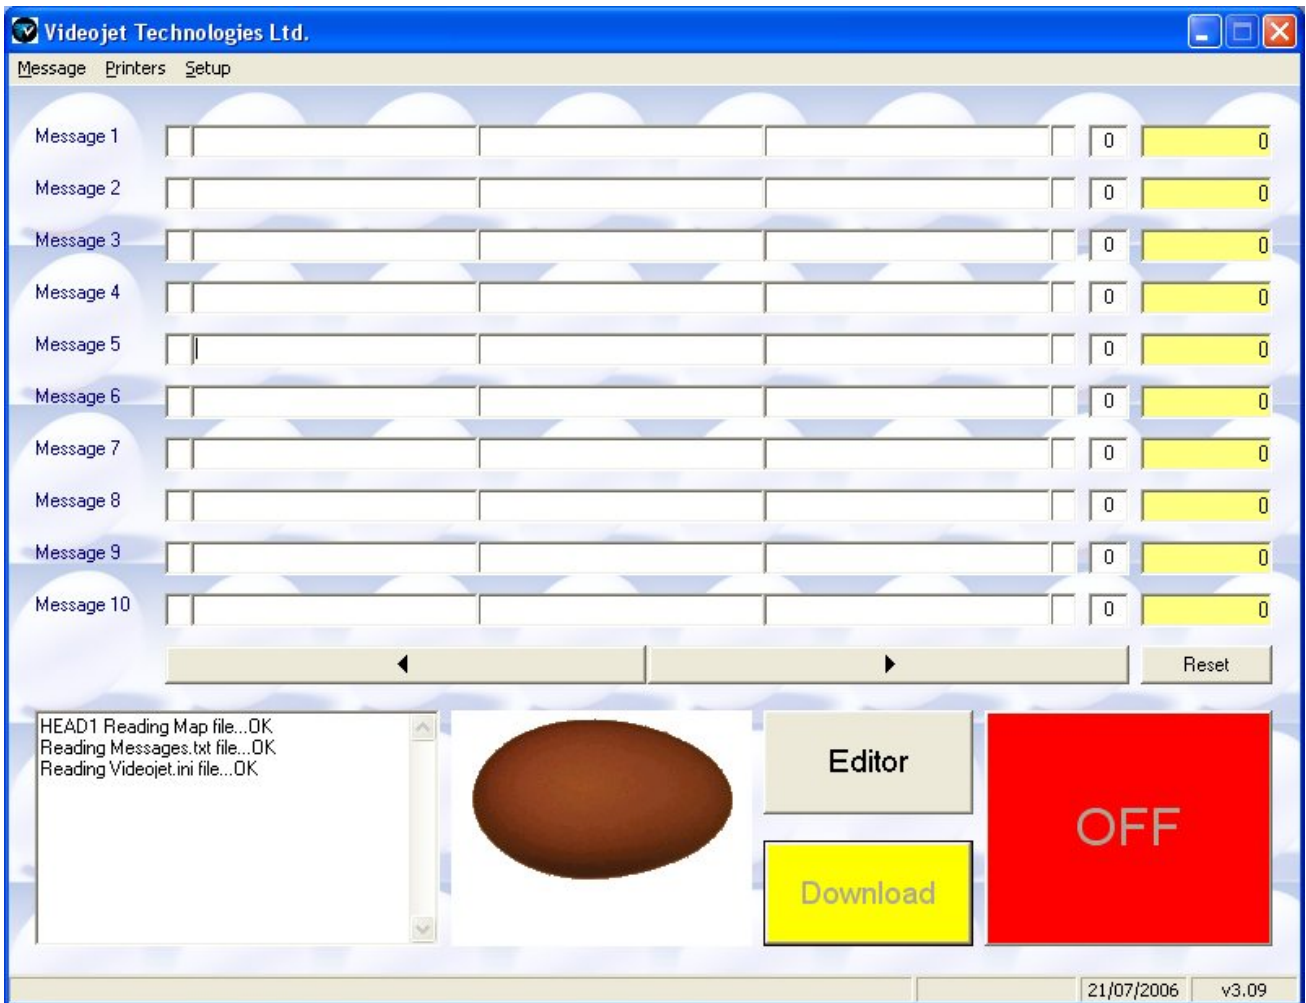 Videojet Technologies Ltd.
Message Printers Setup
Message 1 0 0
Message 2 0 0
Message 3 0 0
Message 4 0 0
Message 5 0 0
Message 6 0 0
Message 7 0 0
Message 8 0 0
Message 9 0 0
Message 10 0 0
Reset
HEAD1 Reading Map file...OK
Reading Messages.txt file...OK
Reading Videojet.ini file...OK
Editor
Download
OFF
21/07/2006 v3.09